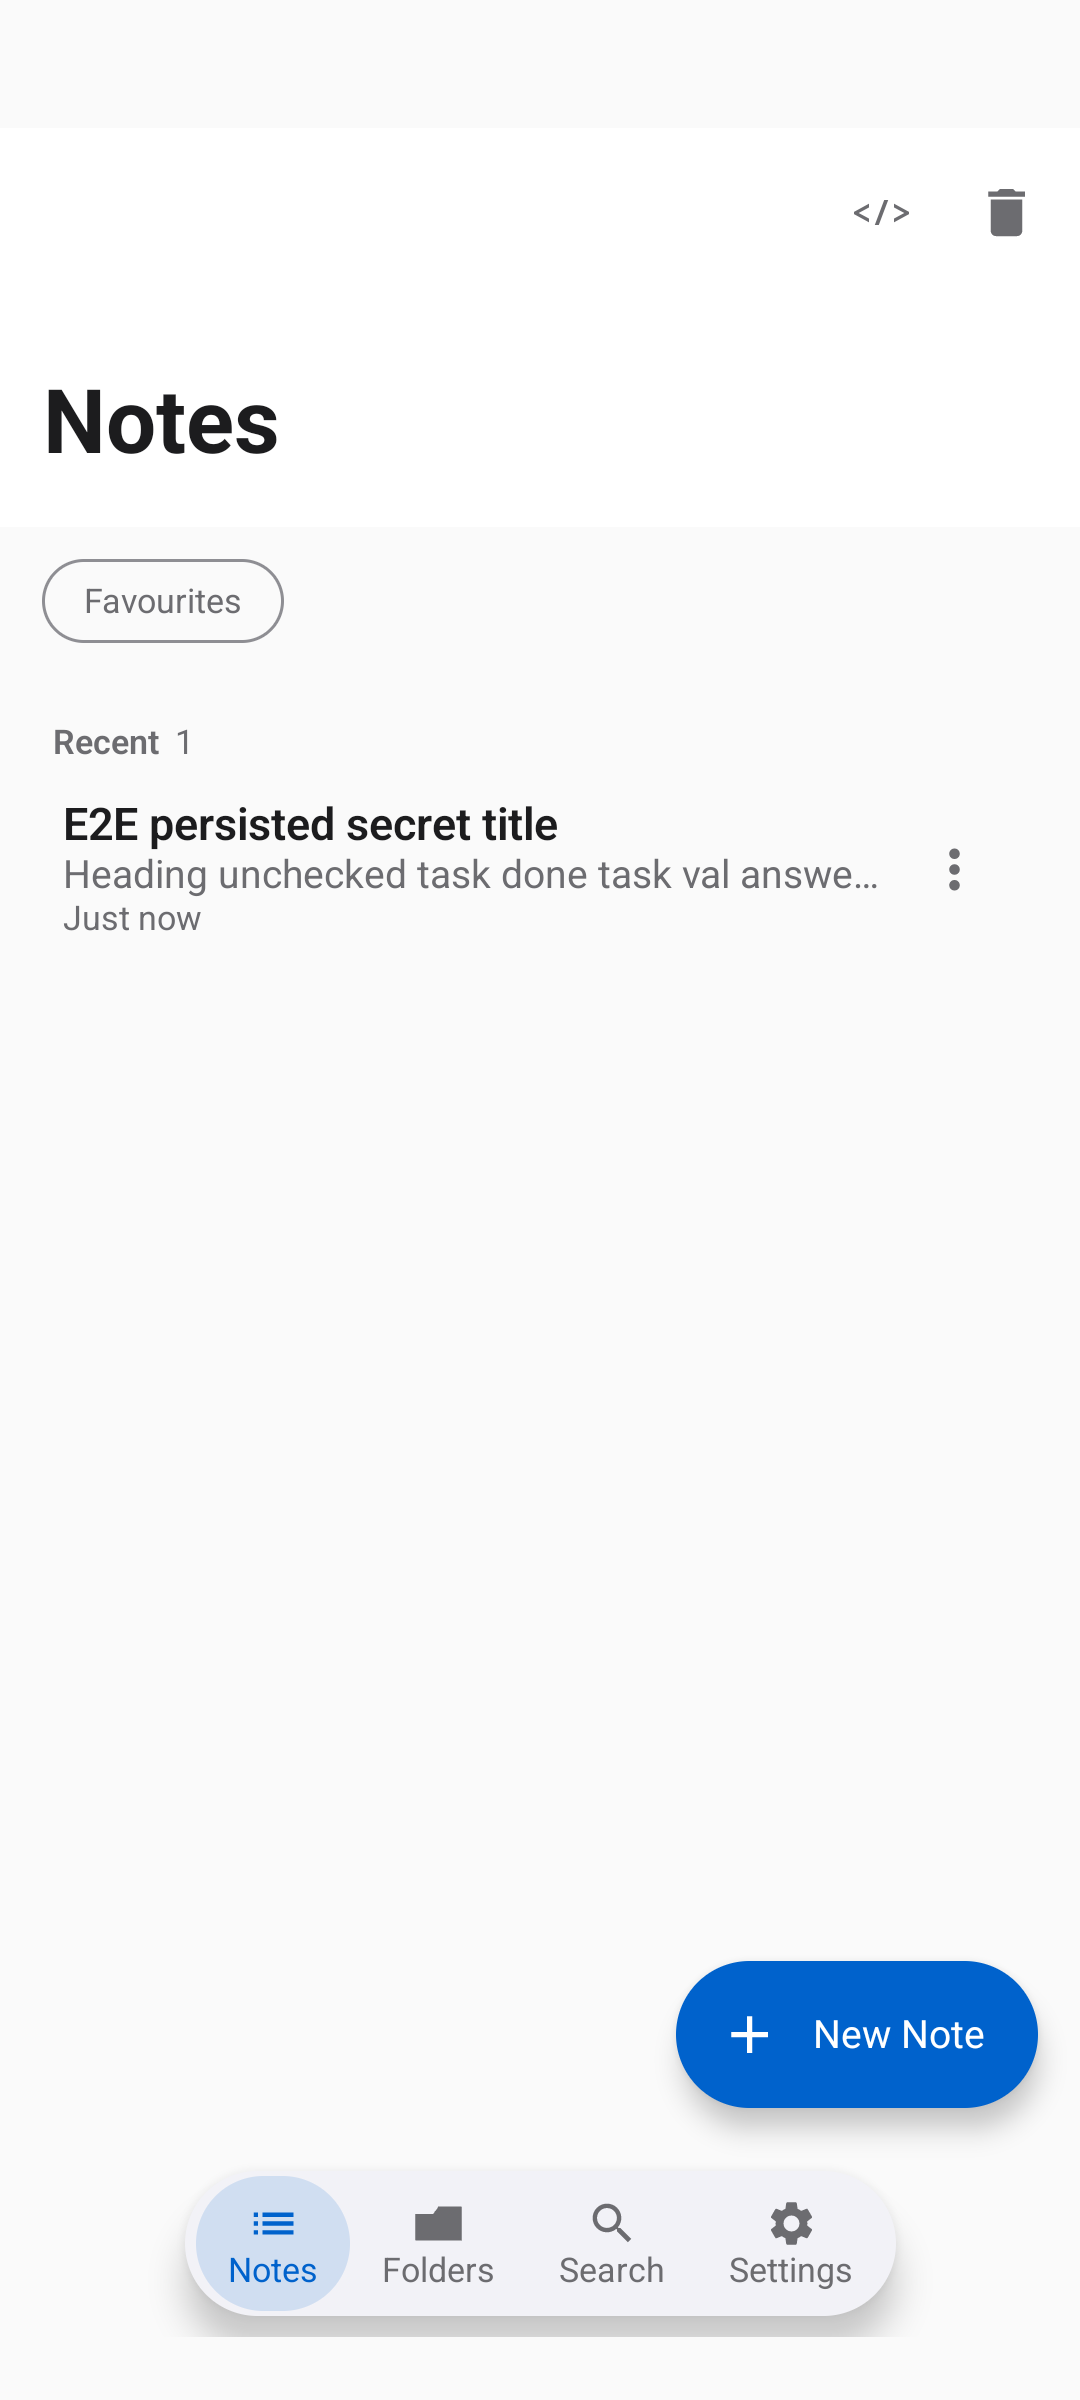 </>
Notes
Favourites
Recent 1
E2E persisted secret title
Heading unchecked task done task val answe...
Just now
New Note
Notes Folders Search Settings